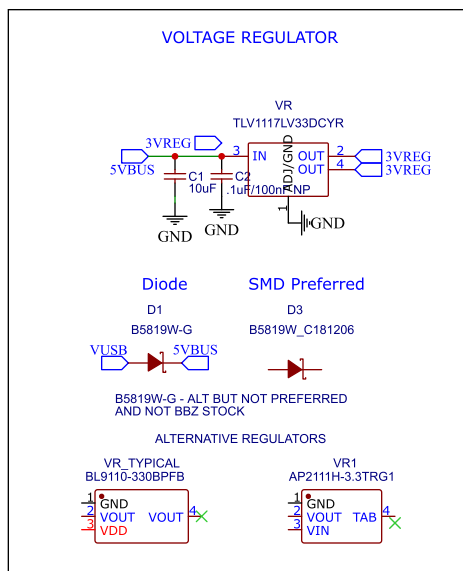 VOLTAGE REGULATOR
VR
TLV1117LV33DCYR
3VREG
5VBUS
3 IN OUT 2 3VREG
OUT 4 3VREG
ADJ/GND
1
C1
10uF
C2
.1uF/100nF NP
GND
GND
GND
Diode SMD Preferred
D1 D3
B5819W-G B5819W_C181206
VUSB 5VBUS
B5819W-G - ALT BUT NOT PREFERRED
AND NOT BBZ STOCK
ALTERNATIVE REGULATORS
VR_TYPICAL
BL9110-330BPFB
1 GND
2 VOUT VOUT 4
3 VDD
VR1
AP2111H-3.3TRG1
1 GND
2 VOUT TAB 4
3 VIN